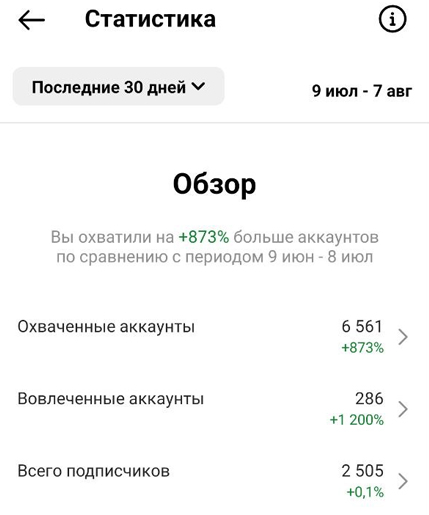 Статистика
Последние 30 дней
9 июл - 7 авг
Обзор
Вы охватили на +873% больше аккаунтов
по сравнению с периодом 9 июн - 8 июл
Охваченные аккаунты
6 561
+873%
Вовлеченные аккаунты
286
+1 200%
Всего подписчиков
2 505
+0,1%